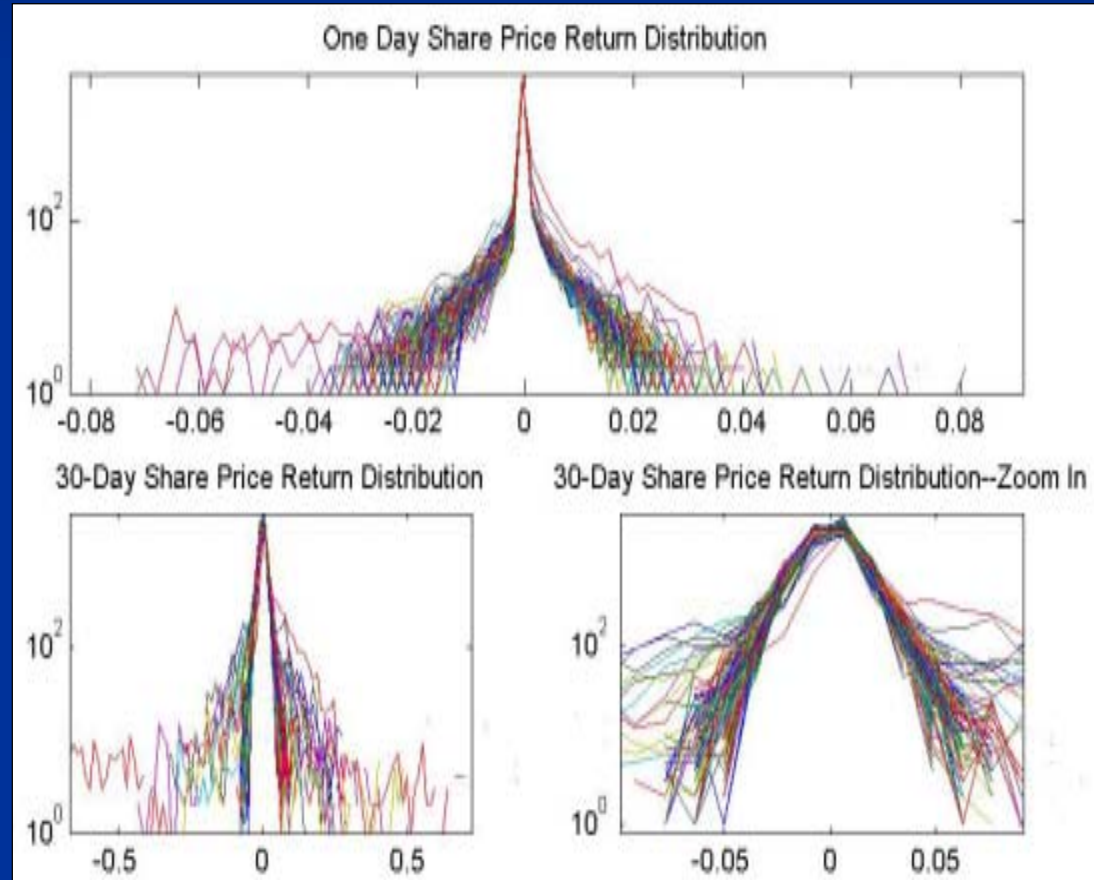 One Day Share Price Return Distribution
10^2
10^0
-0.08 -0.06 -0.04 -0.02 0 0.02 0.04 0.06 0.08
30-Day Share Price Return Distribution
10^2
10^0
-0.5 0 0.5
30-Day Share Price Return Distribution--Zoom In
10^2
10^0
-0.05 0 0.05